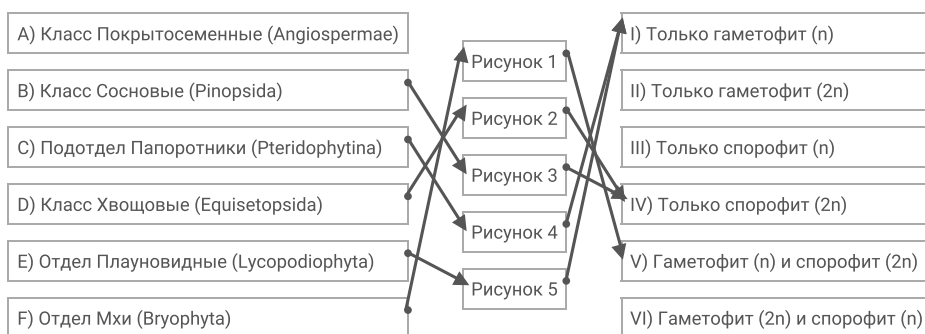 A) Класс Покрытосеменные (Angiospermae)
B) Класс Сосновые (Pinopsida)
C) Подотдел Папоротники (Pteridophytina)
D) Класс Хвощовые (Equisetopsida)
E) Отдел Плауновидные (Lycopodiophyta)
F) Отдел Мхи (Bryophyta)
Рисунок 1
Рисунок 2
Рисунок 3
Рисунок 4
Рисунок 5
I) Только гаметофит (n)
II) Только гаметофит (2n)
III) Только спорофит (n)
IV) Только спорофит (2n)
V) Гаметофит (n) и спорофит (2n)
VI) Гаметофит (2n) и спорофит (n)